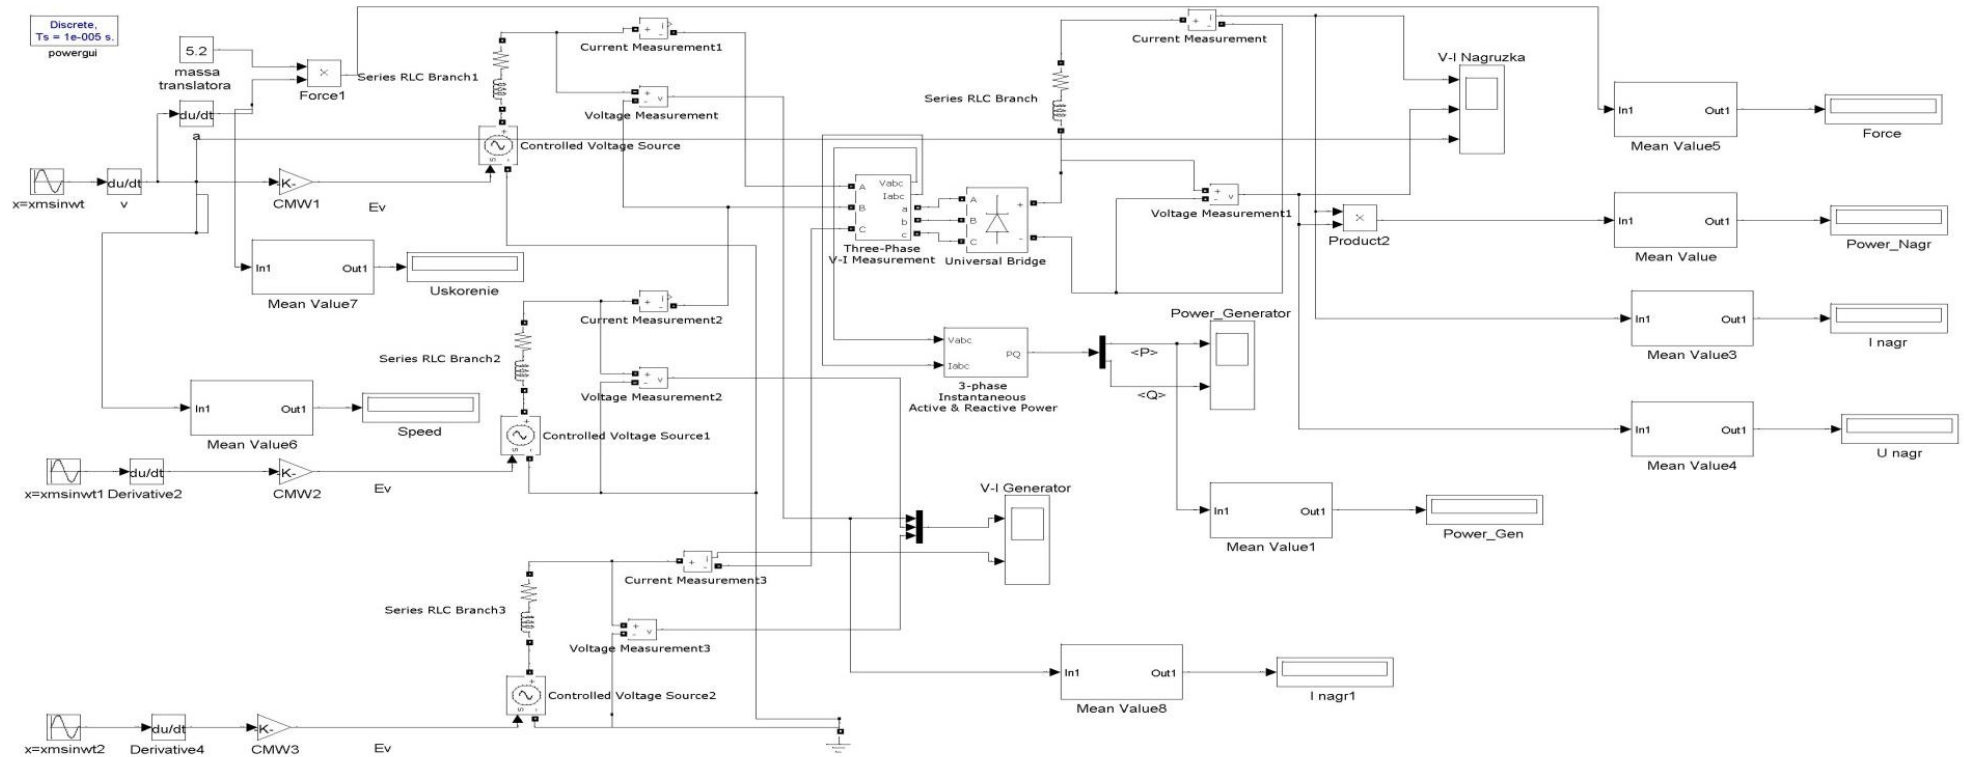 Discrete,
Ts = 1e-005 s.
powergui
5.2
massa
translatora
×
Force1
du/dt
a
x=xmsinwt
du/dt
v
-K-
CMW1
Ev
Series RLC Branch1
Controlled Voltage Source
Current Measurement1
Voltage Measurement
In1 Out1
Mean Value7
Uskorenie
Current Measurement
Series RLC Branch
V-I Nagruzka
Vabc
Iabc
A
B
C
a
b
c
Three-Phase
V-I Measurement
A
B
C
+
-
Universal Bridge
Voltage Measurement1
×
Product2
In1 Out1
Mean Value5
Force
In1 Out1
Mean Value
Power_Nagr
In1 Out1
Mean Value3
I nagr
In1 Out1
Mean Value4
U nagr
Current Measurement2
Series RLC Branch2
Voltage Measurement2
Controlled Voltage Source1
In1 Out1
Mean Value6
Speed
x=xmsinwt1
du/dt
Derivative2
-K-
CMW2
Ev
Vabc
Iabc
PQ
3-phase
Instantaneous
Active & Reactive Power
<P>
<Q>
Power_Generator
In1 Out1
Mean Value1
Power_Gen
V-I Generator
Current Measurement3
Series RLC Branch3
Voltage Measurement3
Controlled Voltage Source2
x=xmsinwt2
du/dt
Derivative4
-K-
CMW3
Ev
In1 Out1
Mean Value8
I nagr1